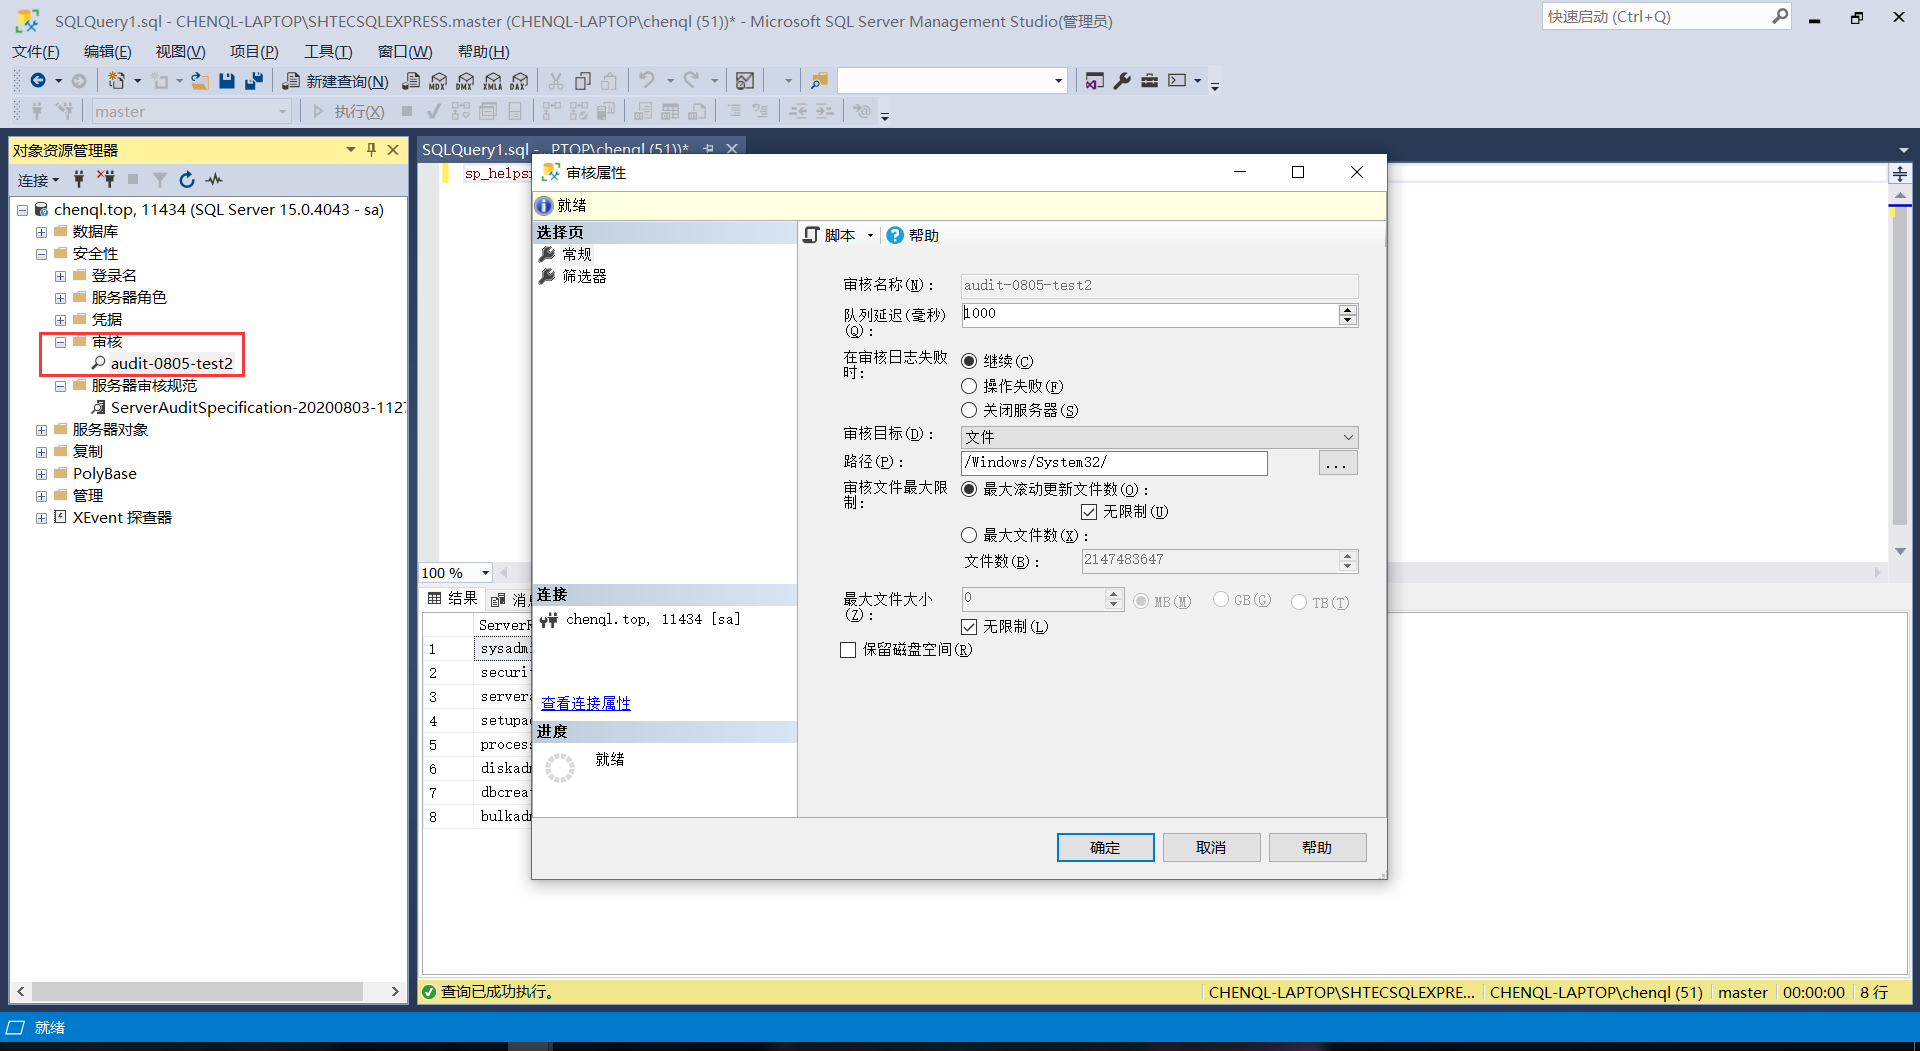 SQLQuery1.sql - CHENQL-LAPTOP\SHTECSQLEXPRESS.master (CHENQL-LAPTOP\chenql (51))* - Microsoft SQL Server Management Studio(管理员)
快速启动 (Ctrl+Q)
文件(F) 编辑(E) 视图(V) 项目(P) 工具(T) 窗口(W) 帮助(H)
新建查询(N) MDX DMX XMLA DAX
master 执行(X)
对象资源管理器
连接
chenql.top, 11434 (SQL Server 15.0.4043 - sa)
数据库
安全性
登录名
服务器角色
凭据
审核
audit-0805-test2
服务器审核规范
ServerAuditSpecification-20200803-112
服务器对象
复制
PolyBase
管理
XEvent 探查器
SQLQuery1.sql - ...PTOP\chenql (51))*
sp_helps
100 %
结果 消
ServerR
1 sysadm
2 securi
3 server
4 setupa
5 proces
6 diskad
7 dbcrea
8 bulkad
审核属性
就绪
选择页
常规
筛选器
连接
chenql.top, 11434 [sa]
查看连接属性
进度
就绪
脚本 帮助
审核名称(N): audit-0805-test2
队列延迟(毫秒)(Q): 1000
在审核日志失败时: 继续(C)
操作失败(F)
关闭服务器(S)
审核目标(D): 文件
路径(P): /Windows/System32/ ...
审核文件最大限制: 最大滚动更新文件数(O):
无限制(U)
最大文件数(X):
文件数(B): 2147483647
最大文件大小(Z): 0 MB(M) GB(G) TB(T)
无限制(L)
保留磁盘空间(R)
确定 取消 帮助
查询已成功执行。 CHENQL-LAPTOP\SHTECSQLEXPRE... CHENQL-LAPTOP\chenql (51) master 00:00:00 8 行
就绪